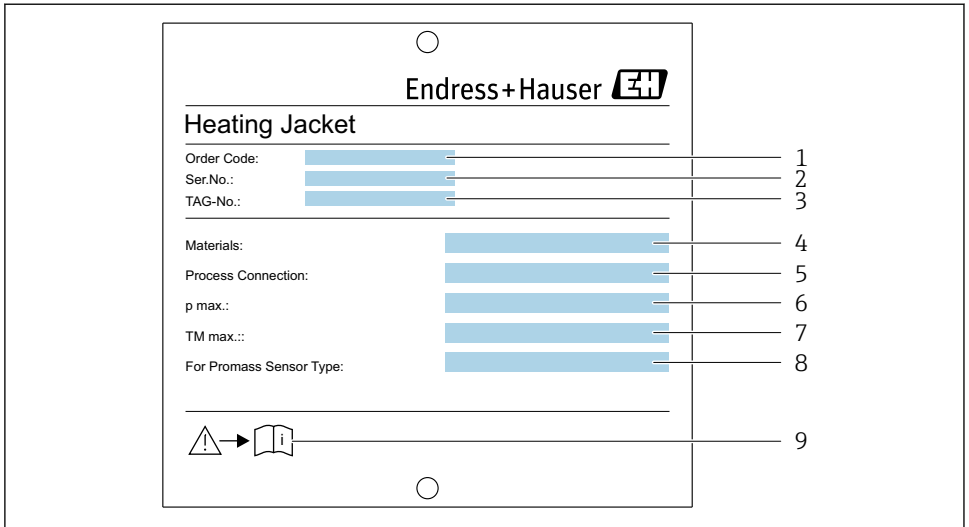 Endress+Hauser EH
Heating Jacket
Order Code: 1
Ser.No.: 2
TAG-No.: 3
Materials: 4
Process Connection: 5
p max.: 6
TM max.:: 7
For Promass Sensor Type: 8
i 9